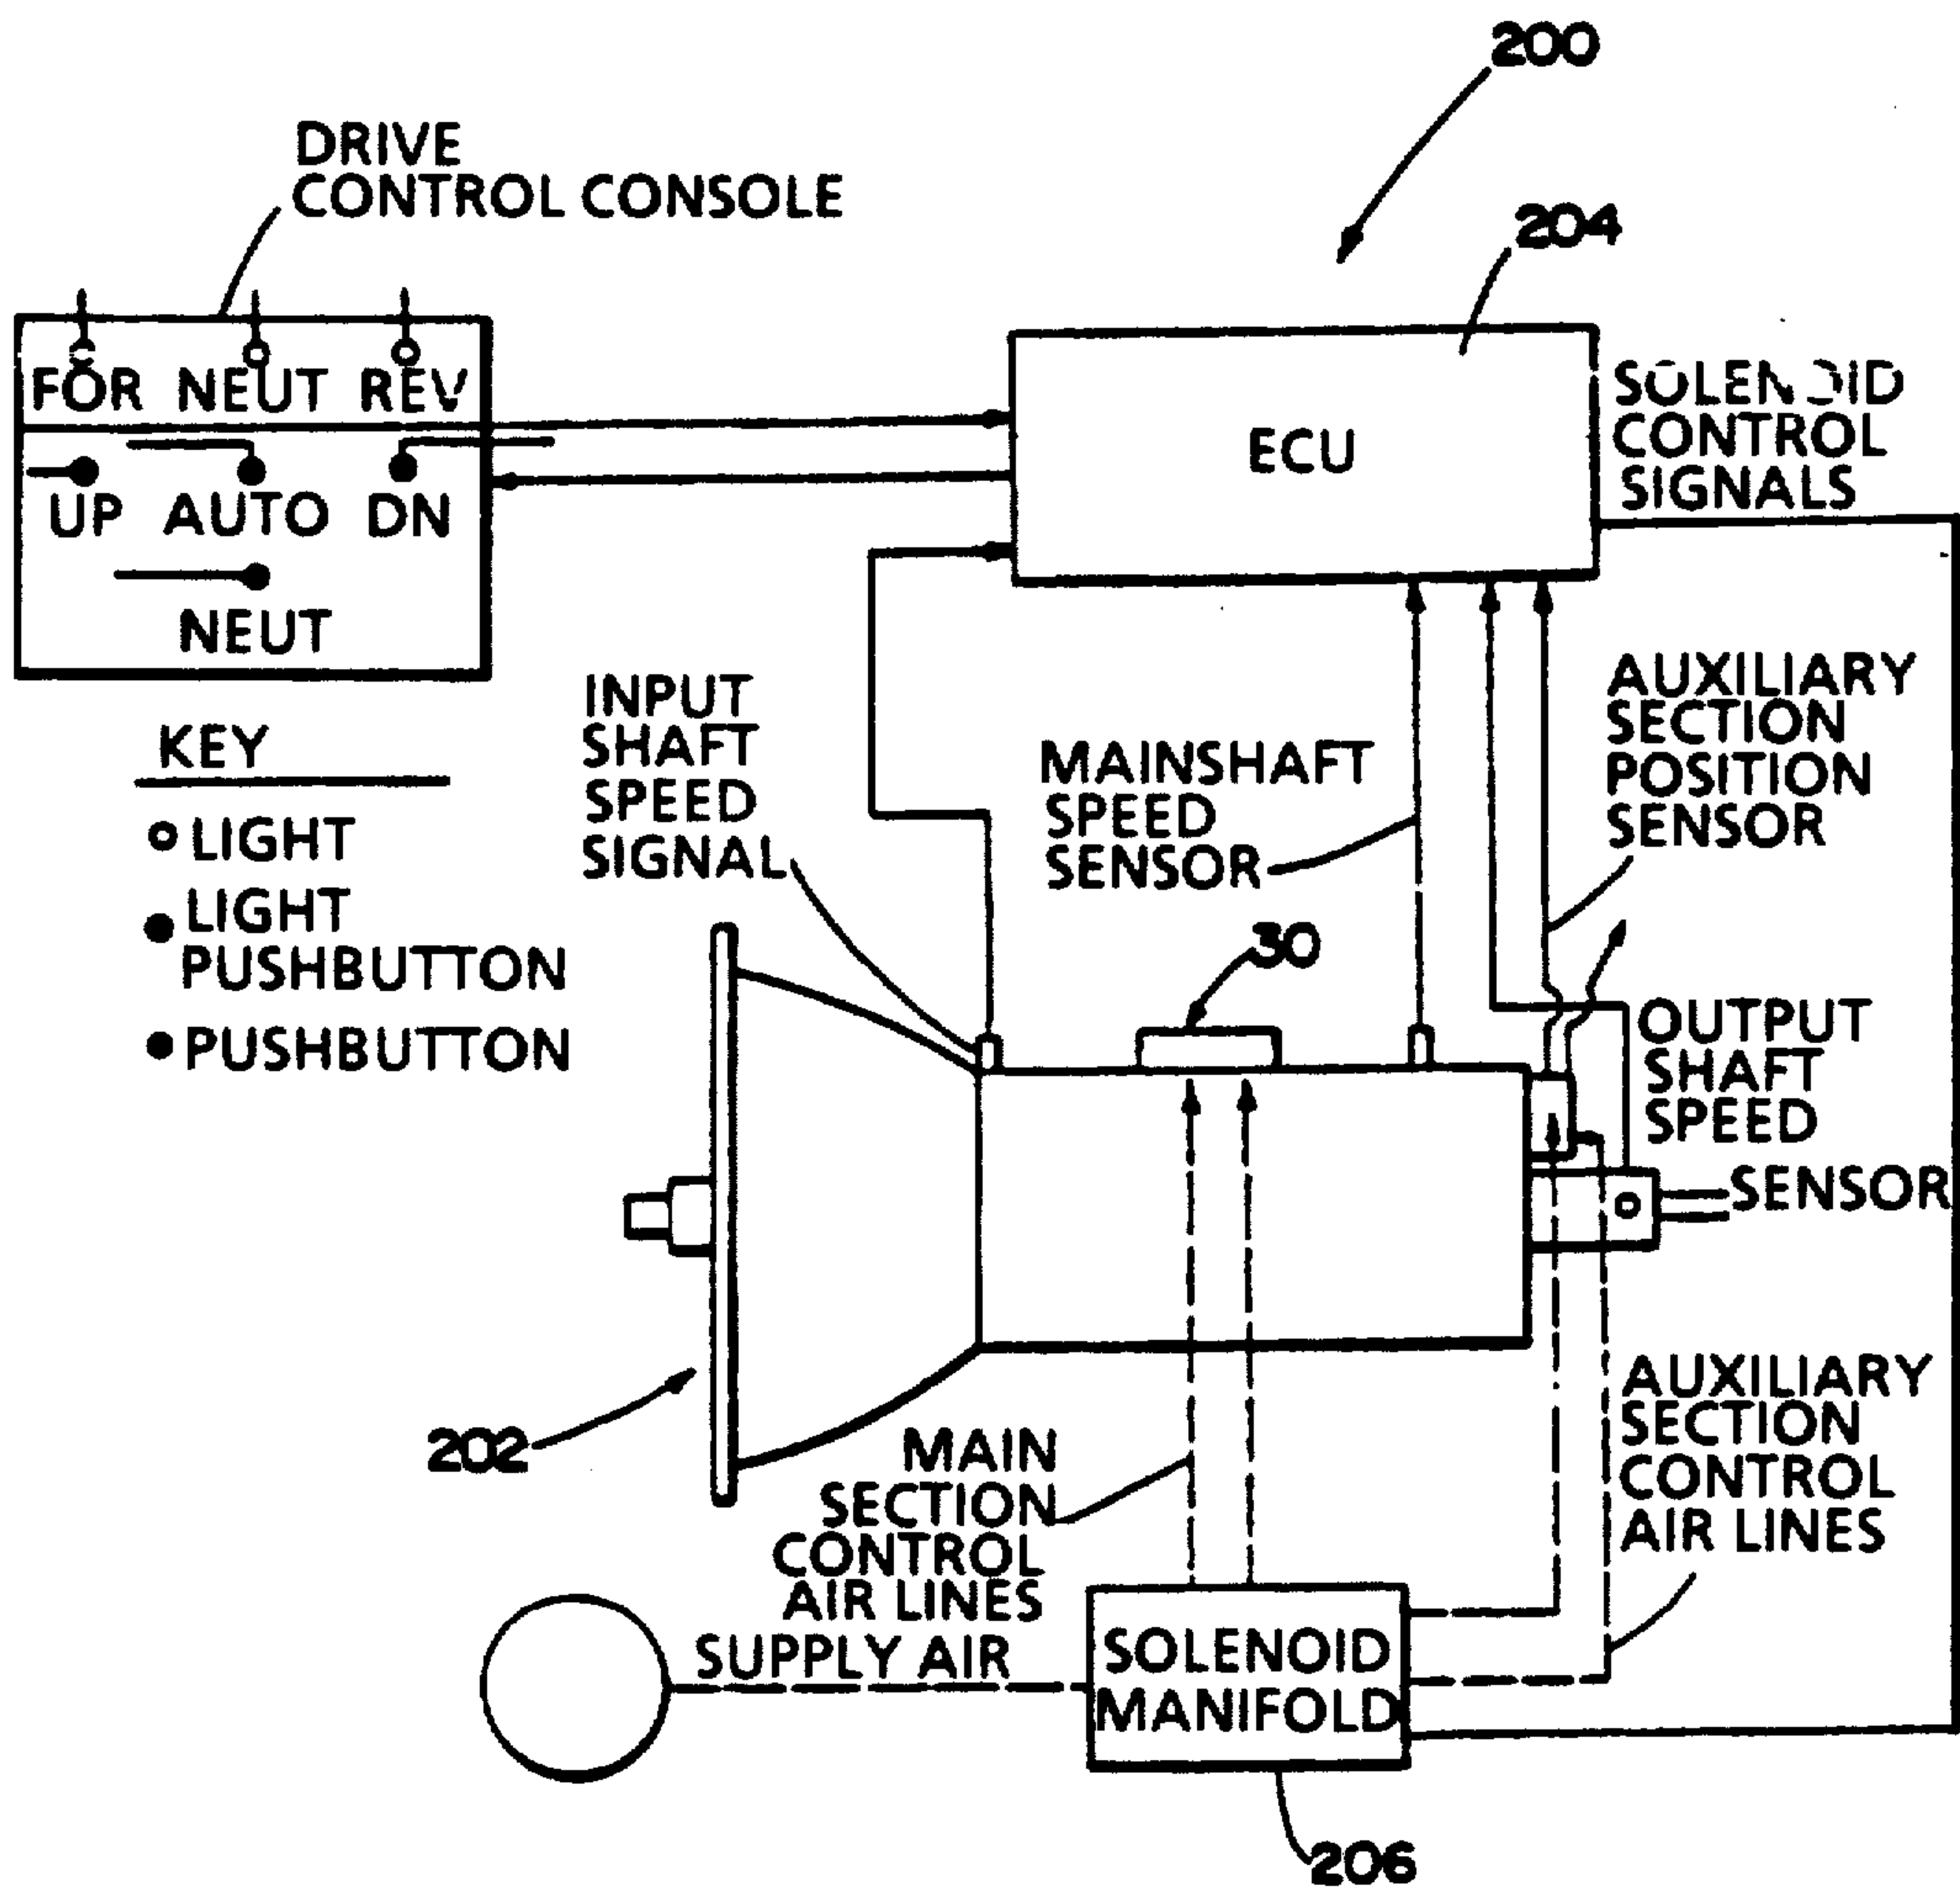 200
DRIVE
CONTROL CONSOLE
204
FOR NEUT REV
UP AUTO DN
NEUT
ECU
SOLENOID
CONTROL
SIGNALS
KEY
LIGHT
LIGHT
PUSHBUTTON
PUSHBUTTON
INPUT
SHAFT
SPEED
SIGNAL
MAINSHAFT
SPEED
SENSOR
AUXILIARY
SECTION
POSITION
SENSOR
30
OUTPUT
SHAFT
SPEED
SENSOR
202
MAIN
SECTION
CONTROL
AIR LINES
AUXILIARY
SECTION
CONTROL
AIR LINES
SUPPLY AIR
SOLENOID
MANIFOLD
206